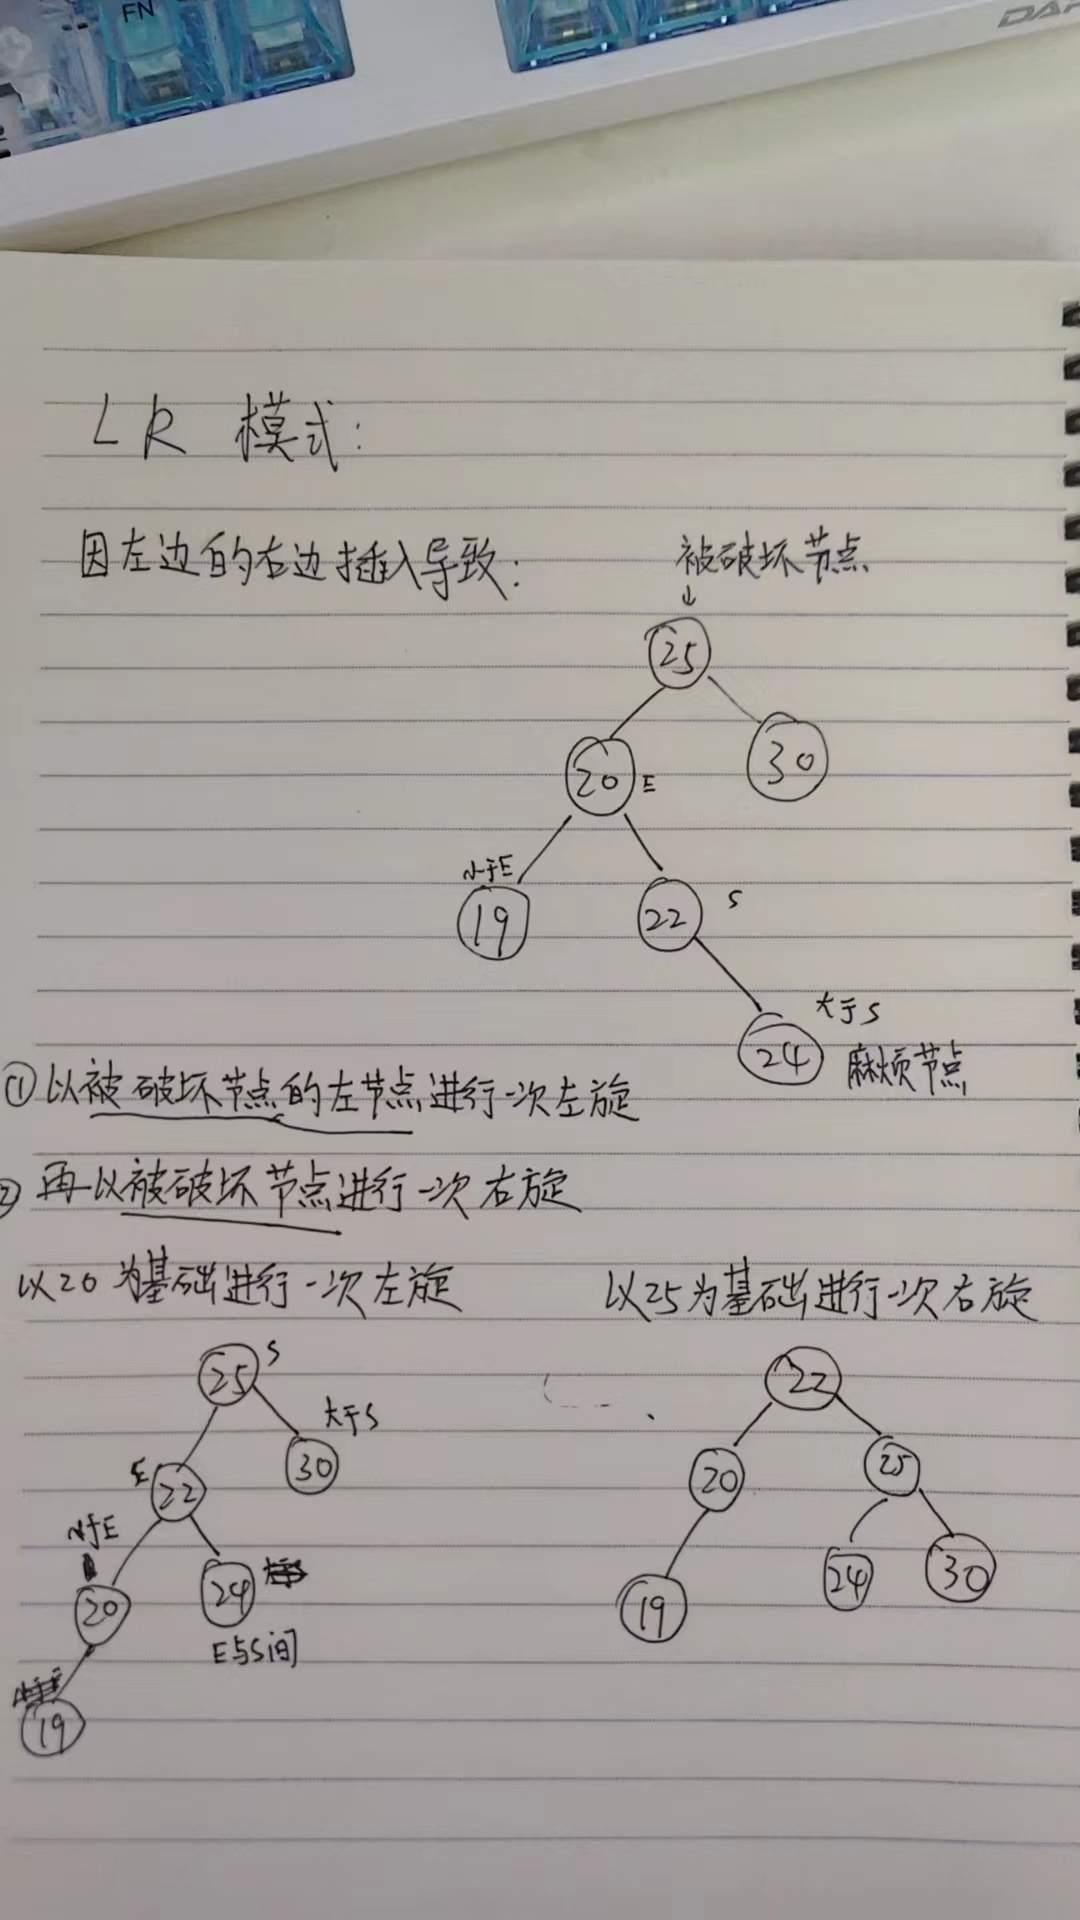 FN
LR 模式:
因左边的右边插入导致:
被破坏节点
↓
25
20 E
30
小于E
19
22
S
大于S
24
麻烦节点
①以被破坏节点的左节点进行一次左旋
②再以被破坏节点进行一次右旋
以20为基础进行一次左旋
25 S
大于S
30
E
22
小于E
20
24
E与S间
19
以25为基础进行一次右旋
22
20
25
19
24
30